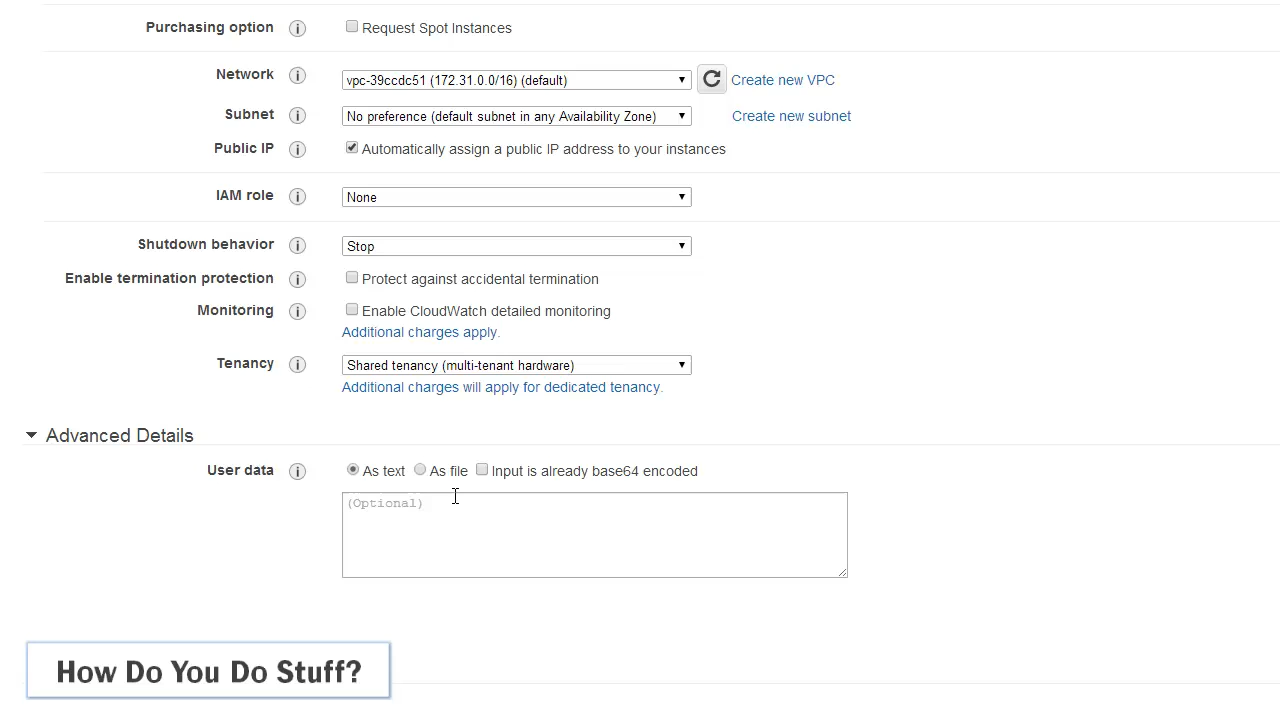 Purchasing option i Request Spot Instances
Network i vpc-39ccdc51 (172.31.0.0/16) (default) Create new VPC
Subnet i No preference (default subnet in any Availability Zone) Create new subnet
Public IP i Automatically assign a public IP address to your instances
IAM role i None
Shutdown behavior i Stop
Enable termination protection i Protect against accidental termination
Monitoring i Enable CloudWatch detailed monitoring
Additional charges apply.
Tenancy i Shared tenancy (multi-tenant hardware)
Additional charges will apply for dedicated tenancy.
Advanced Details
User data i As text As file Input is already base64 encoded
(Optional)
How Do You Do Stuff?